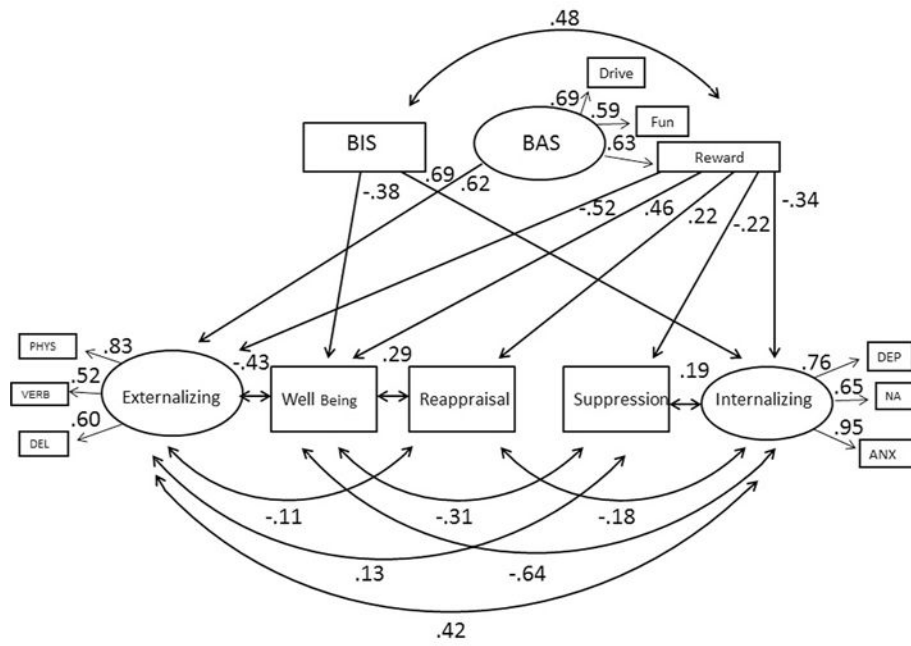 .48
Drive
.69
.59
Fun
BIS
BAS
.63
Reward
-.38
.69
.62
-.52
.46
.22
-.22
-.34
PHYS
.83
-.43
.29
.19
.76
DEP
VERB
.52
Externalizing
Well Being
Reappraisal
Suppression
Internalizing
.65
NA
DEL
.60
.95
ANX
-.11
-.31
-.18
.13
-.64
.42